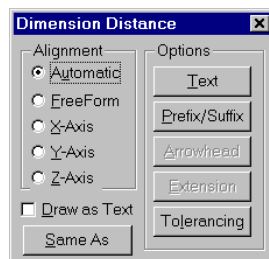 Dimension Distance
Alignment
Automatic
FreeForm
X-Axis
Y-Axis
Z-Axis
Draw as Text
Same As
Options
Text
Prefix/Suffix
Arrowhead
Extension
Tolerancing